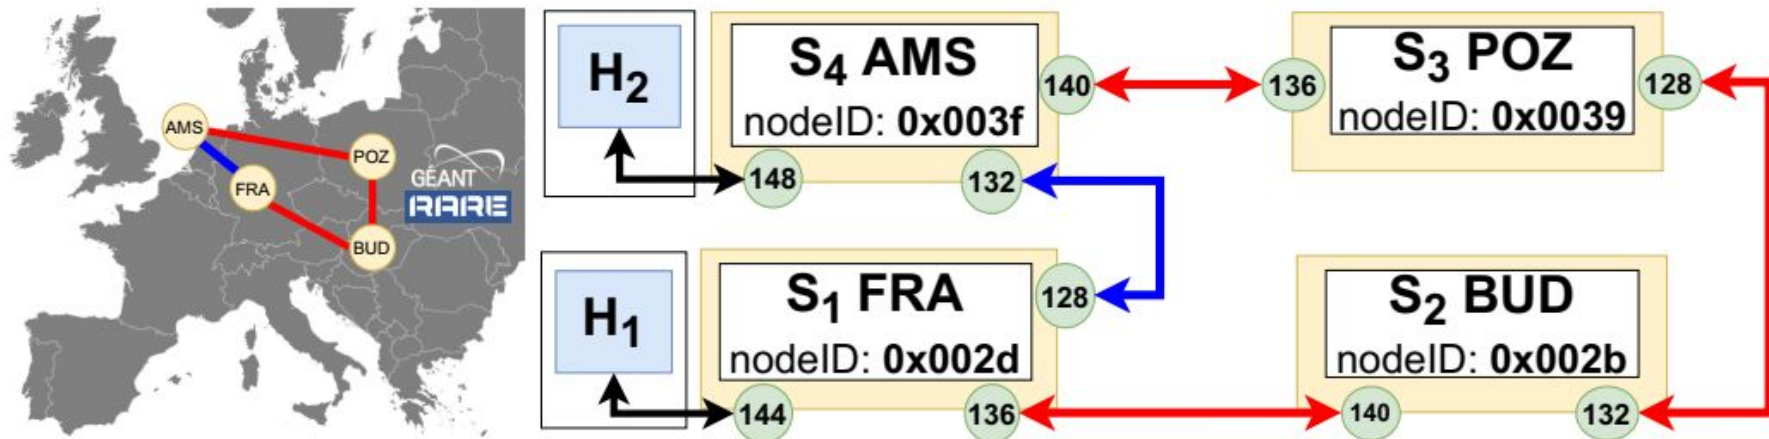 AMS
POZ
FRA
BUD
GÉANT
RARE
H2
S4 AMS
nodeID: 0x003f
140
148
132
136
S3 POZ
nodeID: 0x0039
128
H1
S1 FRA
nodeID: 0x002d
128
144
136
S2 BUD
nodeID: 0x002b
140
132